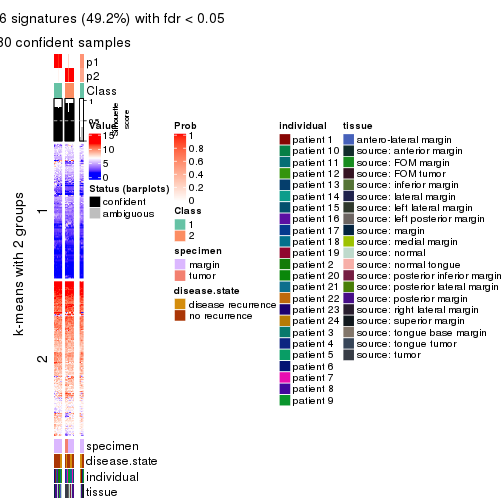 6 signatures (49.2%) with fdr < 0.05
30 confident samples
p1
p2
Class
1
0.5
0
Silhouette
score
k-means with 2 groups
1
2
specimen
disease.state
individual
tissue
Value
15
10
5
0
Status (barplots)
confident
ambiguous
Prob
1
0.8
0.6
0.4
0.2
0
Class
1
2
specimen
margin
tumor
disease.state
disease recurrence
no recurrence
individual
patient 1
patient 10
patient 11
patient 12
patient 13
patient 14
patient 15
patient 16
patient 17
patient 18
patient 19
patient 2
patient 20
patient 21
patient 22
patient 23
patient 24
patient 3
patient 4
patient 5
patient 6
patient 7
patient 8
patient 9
tissue
antero-lateral margin
source: anterior margin
source: FOM margin
source: FOM tumor
source: inferior margin
source: lateral margin
source: left lateral margin
source: left posterior margin
source: margin
source: medial margin
source: normal
source: normal tongue
source: posterior inferior margin
source: posterior lateral margin
source: posterior margin
source: right lateral margin
source: superior margin
source: tongue base margin
source: tongue tumor
source: tumor